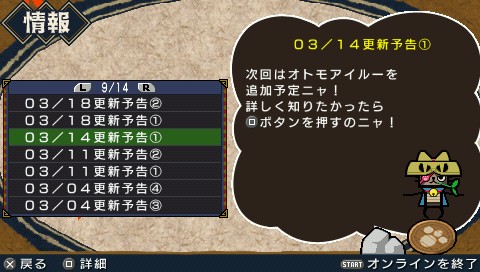 情報
L 9/14 R
03/18更新予告②
03/18更新予告①
03/14更新予告①
03/11更新予告②
03/11更新予告①
03/04更新予告④
03/04更新予告③
03/14更新予告①
次回はオトモアイルーを
追加予定ニャ!
詳しく知りたかったら
□ボタンを押すのニャ!
×戻る □詳細
START オンラインを終了